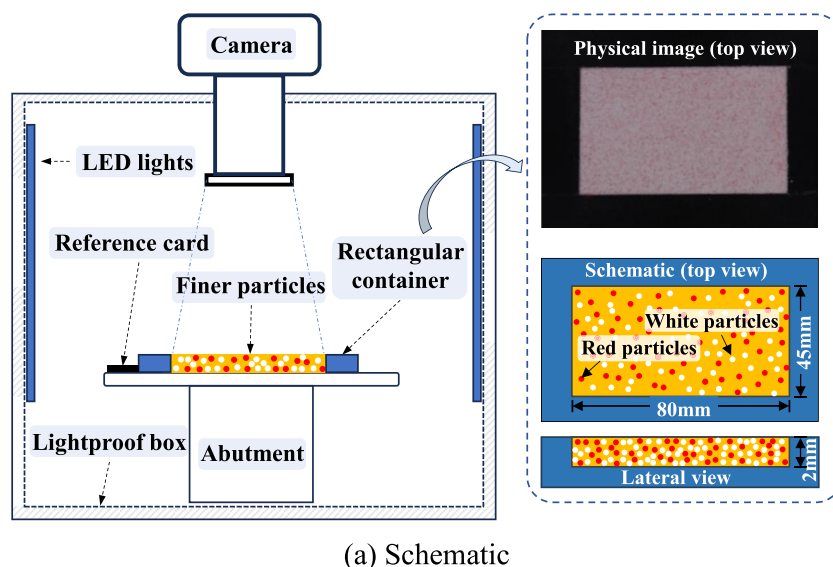 Camera
LED lights
Reference card
Finer particles
Rectangular
container
Lightproof box
Abutment
Physical image (top view)
Schematic (top view)
White particles
Red particles
45mm
80mm
2mm
Lateral view
(a) Schematic